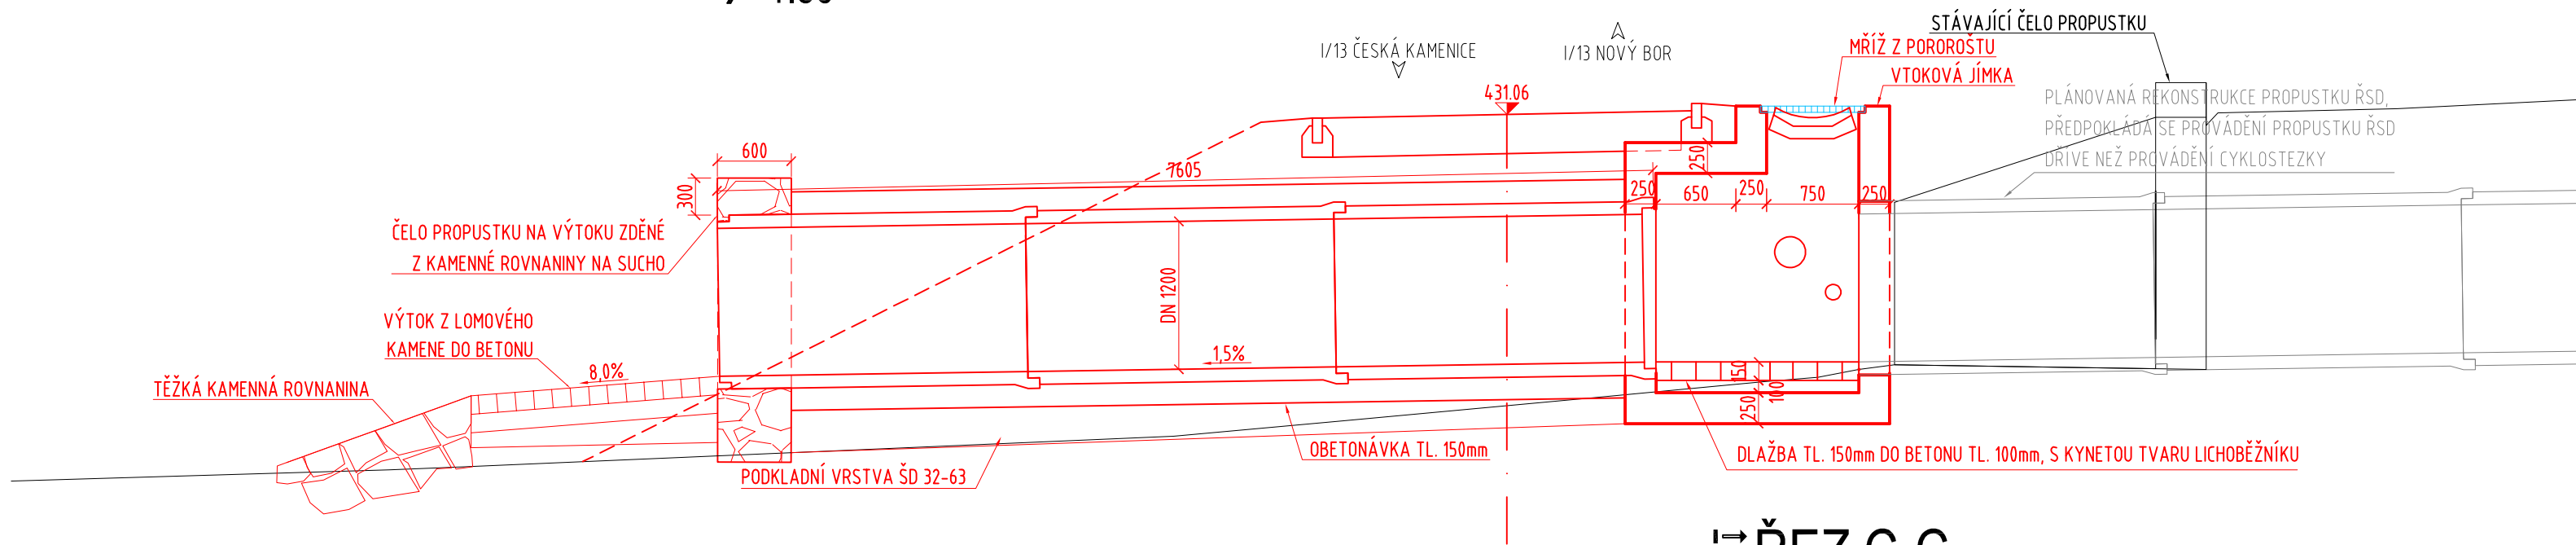 STÁVAJÍCÍ ČELO PROPUSTKU
I/13 ČESKÁ KAMENICE
I/13 NOVÝ BOR
MŘÍŽ Z POROROŠTU
VTOKOVÁ JÍMKA
431.06
PLÁNOVANÁ REKONSTRUKCE PROPUSTKU ŘSD,
PŘEDPOKLÁDÁ SE PROVÁDĚNÍ PROPUSTKU ŘSD
DŘÍVE NEŽ PROVÁDĚNÍ CYKLOSTEZKY
600
300
7605
250
250
650
250
750
250
ČELO PROPUSTKU NA VÝTOKU ZDĚNÉ
Z KAMENNÉ ROVNANINY NA SUCHO
DN 1200
VÝTOK Z LOMOVÉHO
KAMENE DO BETONU
8,0%
1,5%
TĚŽKÁ KAMENNÁ ROVNANINA
150
100
250
OBETONÁVKA TL. 150mm
DLAŽBA TL. 150mm DO BETONU TL. 100mm, S KYNETOU TVARU LICHOBĚŽNÍKU
PODKLADNÍ VRSTVA ŠD 32-63